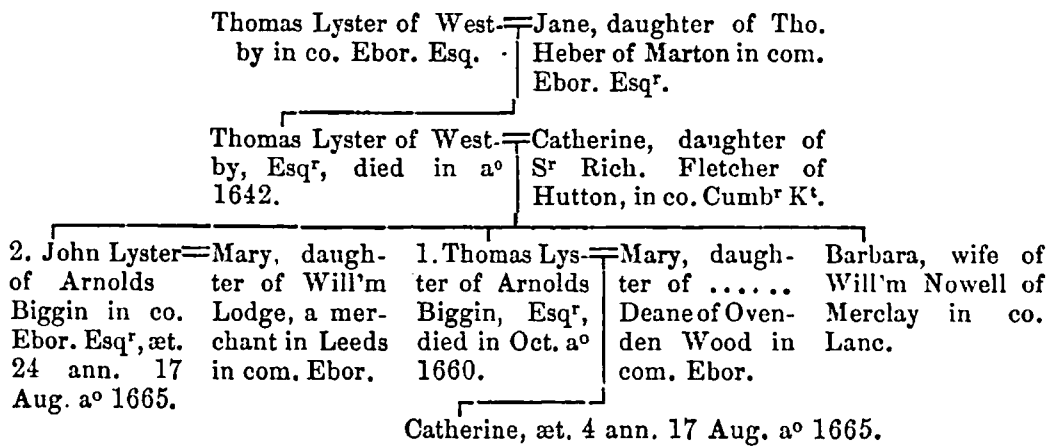 Thomas Lyster of West-
by in co. Ebor. Esq.
Jane, daughter of Tho.
Heber of Marton in com.
Ebor. Esqʳ.
Thomas Lyster of West-
by, Esqʳ, died in aº
1642.
Catherine, daughter of
Sʳ Rich. Fletcher of
Hutton, in co. Cumbʳ Kᵗ.
2. John Lyster
of Arnolds
Biggin in co.
Ebor. Esqʳ, æt.
24 ann. 17
Aug. aº 1665.
Mary, daugh-
ter of Will'm
Lodge, a mer-
chant in Leeds
in com. Ebor.
1. Thomas Lys-
ter of Arnolds
Biggin, Esqʳ,
died in Oct. aº
1660.
Mary, daugh-
ter of ......
Deane of Oven-
den Wood in
com. Ebor.
Barbara, wife of
Will'm Nowell of
Merclay in co.
Lanc.
Catherine, æt. 4 ann. 17 Aug. aº 1665.